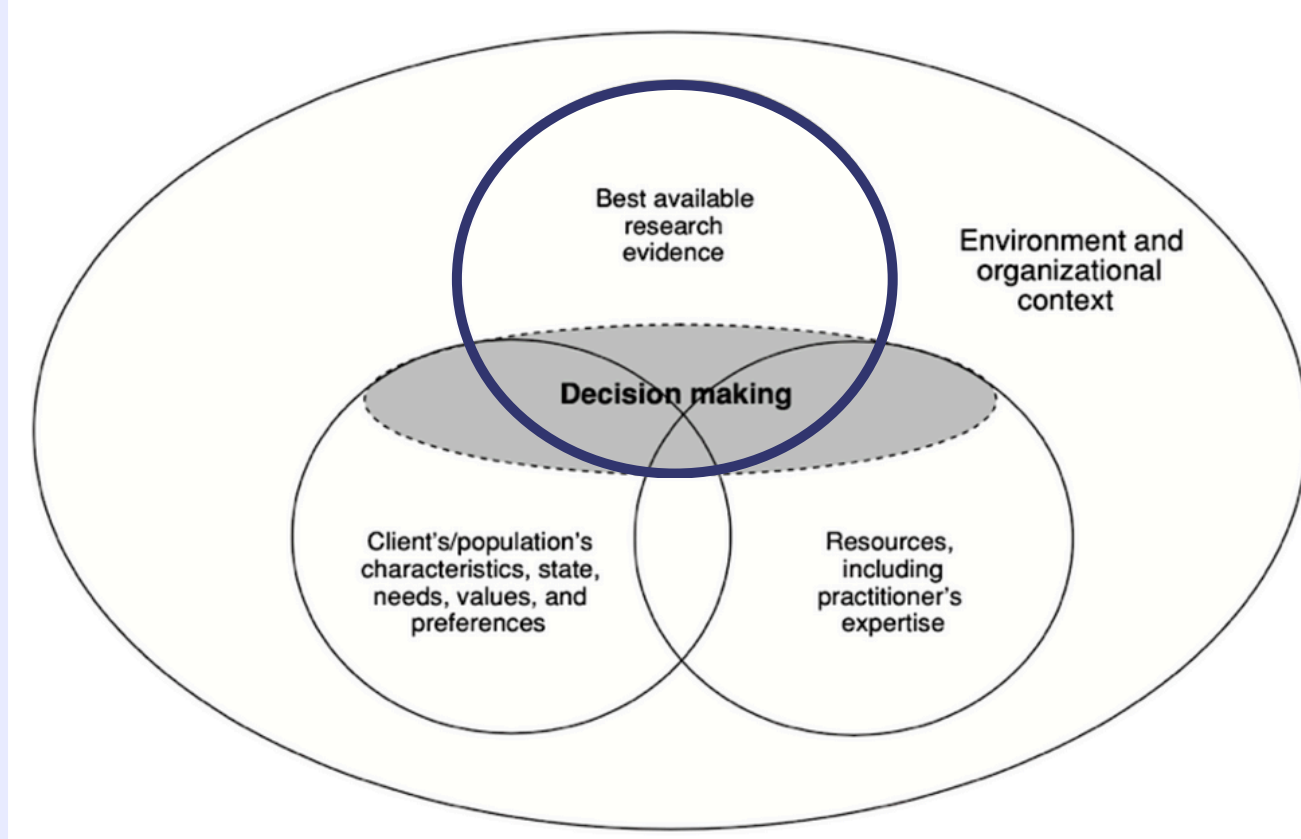 Best available
research
evidence
Environment and
organizational
context
Decision making
Client's/population's
characteristics, state,
needs, values, and
preferences
Resources,
including
practitioner's
expertise